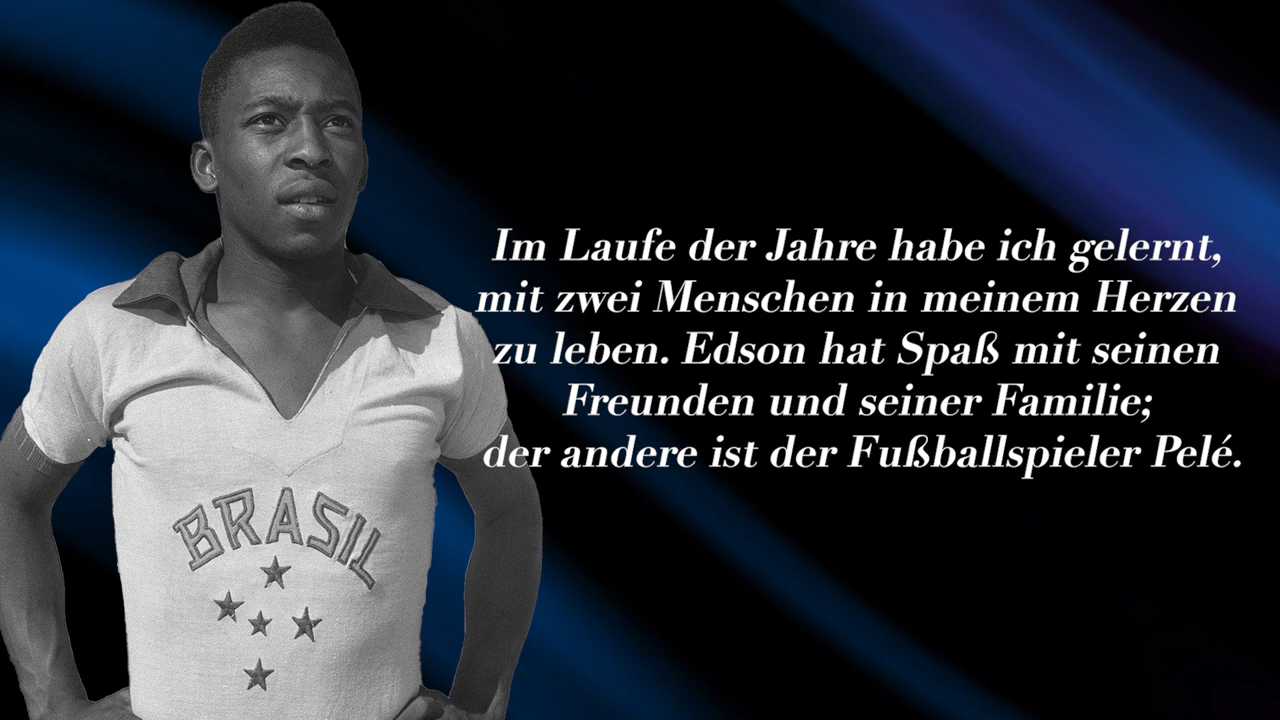 Im Laufe der Jahre habe ich gelernt,
mit zwei Menschen in meinem Herzen
zu leben. Edson hat Spaß mit seinen
Freunden und seiner Familie;
der andere ist der Fußballspieler Pelé.
BRASIL